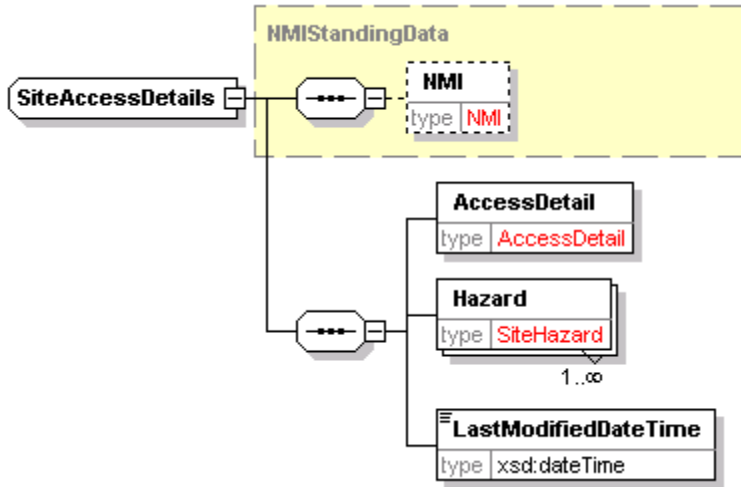 NMIStandingData
SiteAccessDetails
NMI
type NMI
AccessDetail
type AccessDetail
Hazard
type SiteHazard
1..∞
LastModifiedDateTime
type xsd:dateTime